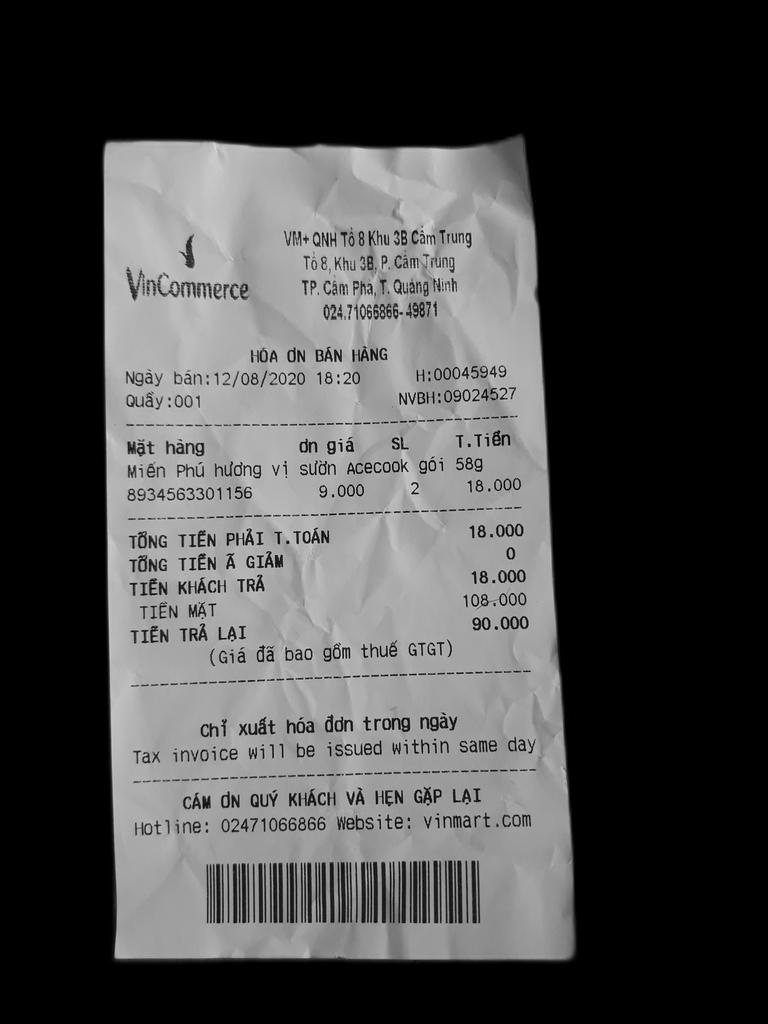 VinCommerce
VM+ QNH Tổ 8 Khu 3B Cẩm Trung
Tổ 8, Khu 3B, P. Cẩm Trung
TP. Cẩm Phả, T. Quảng Ninh
024.71066866-49871
HÓA ƠN BÁN HÀNG
Ngày bán:12/08/2020 18:20 H:00045949
Quầy:001 NVBH:09024527
Mặt hàng ơn giá SL T.Tiền
Miến Phú hương vị sườn Acecook gói 58g
8934563301156 9.000 2 18.000
TỔNG TIỀN PHẢI T.TOÁN 18.000
TỔNG TIỀN Ã GIẢM 0
TIỀN KHÁCH TRẢ 18.000
TIỀN MẶT 108.000
TIỀN TRẢ LẠI 90.000
(Giá đã bao gồm thuế GTGT)
Chỉ xuất hóa đơn trong ngày
Tax invoice will be issued within same day
CÁM ƠN QUÝ KHÁCH VÀ HẸN GẶP LẠI
Hotline: 02471066866 Website: vinmart.com